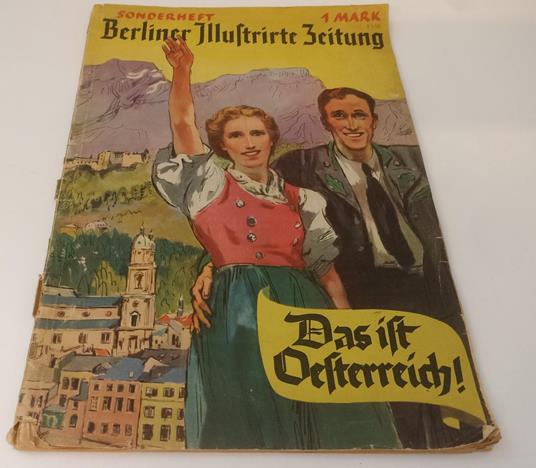 SONDERHEFT 1 MARK
Berliner Illustrirte Zeitung
Das ist
Oesterreich!